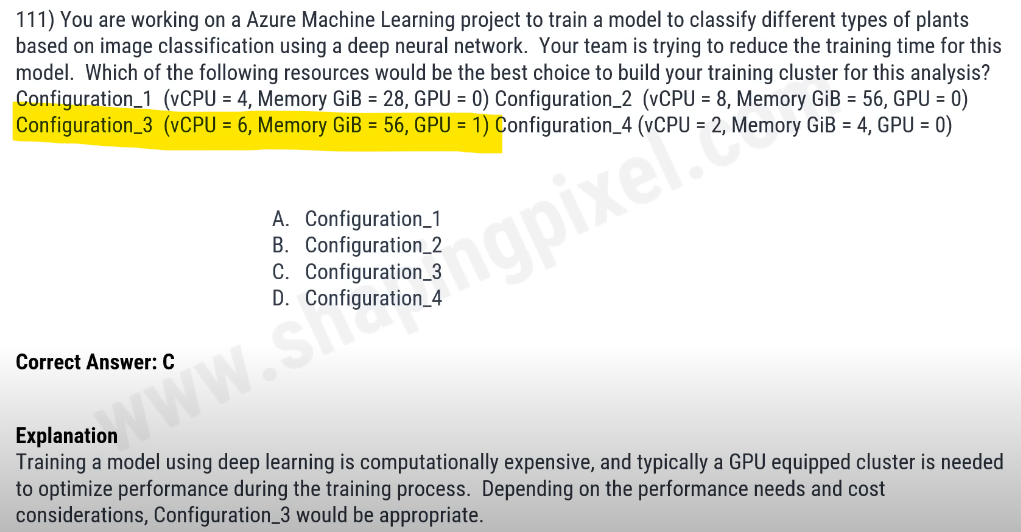 111) You are working on a Azure Machine Learning project to train a model to classify different types of plants
based on image classification using a deep neural network.  Your team is trying to reduce the training time for this
model.  Which of the following resources would be the best choice to build your training cluster for this analysis?
Configuration_1  (vCPU = 4, Memory GiB = 28, GPU = 0) Configuration_2  (vCPU = 8, Memory GiB = 56, GPU = 0)
Configuration_3  (vCPU = 6, Memory GiB = 56, GPU = 1) Configuration_4 (vCPU = 2, Memory GiB = 4, GPU = 0)
A. Configuration_1
B. Configuration_2
C. Configuration_3
D. Configuration_4
www.shapingpixel.com
Correct Answer: C
Explanation
Training a model using deep learning is computationally expensive, and typically a GPU equipped cluster is needed
to optimize performance during the training process.  Depending on the performance needs and cost
considerations, Configuration_3 would be appropriate.